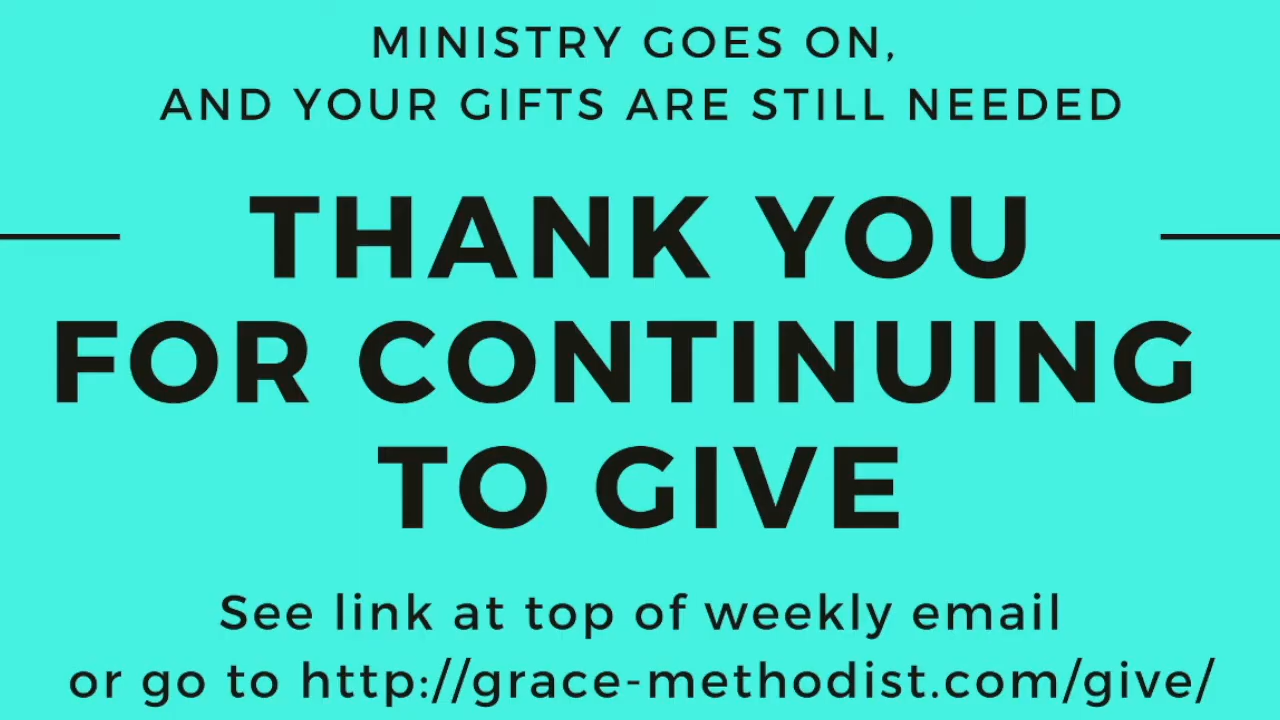 MINISTRY GOES ON,
AND YOUR GIFTS ARE STILL NEEDED
THANK YOU
FOR CONTINUING
TO GIVE
See link at top of weekly email
or go to http://grace-methodist.com/give/